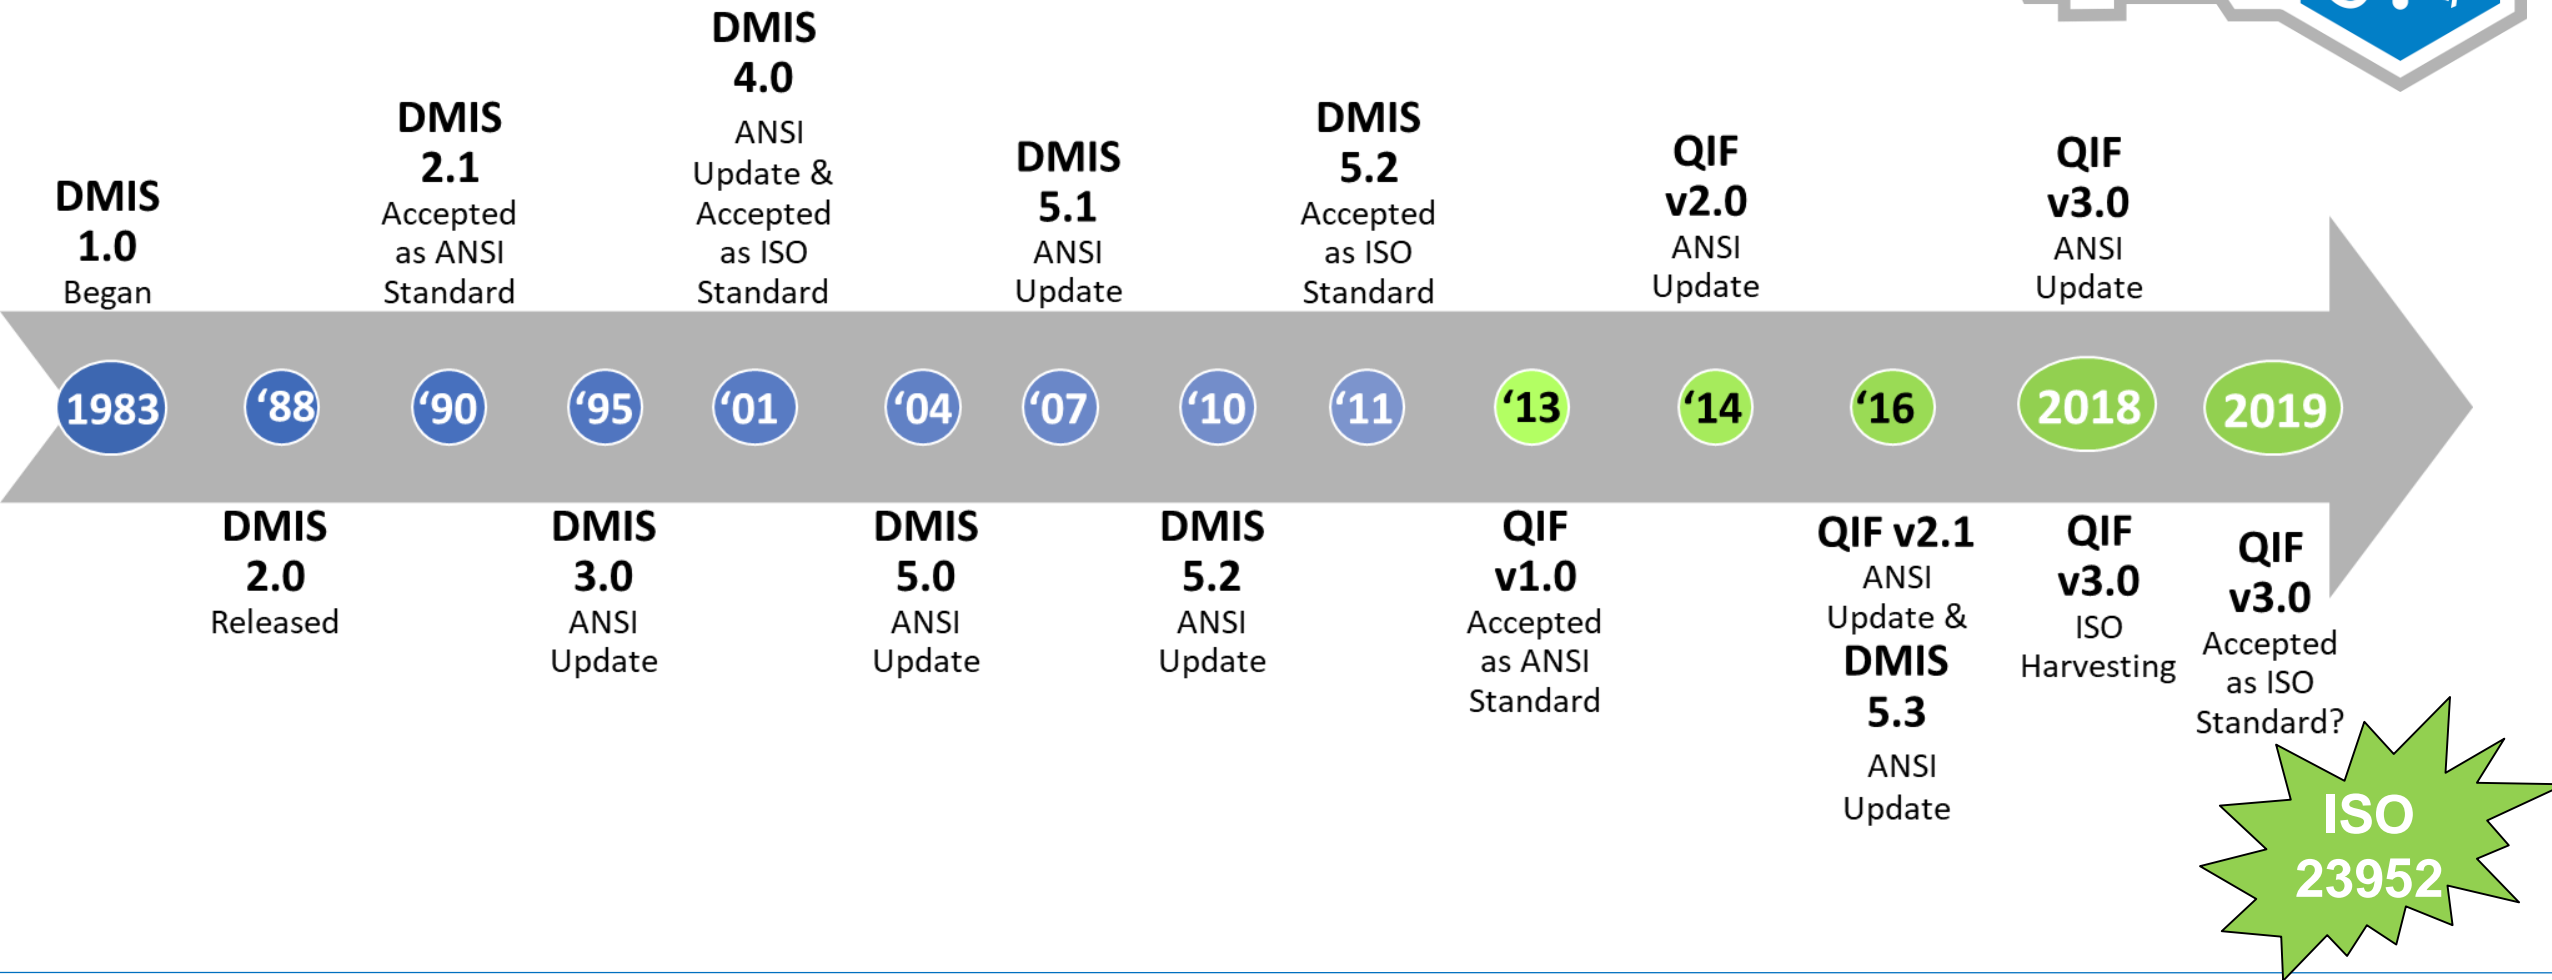 DMIS
1.0
Began
DMIS
2.1
Accepted
as ANSI
Standard
DMIS
4.0
ANSI
Update &
Accepted
as ISO
Standard
DMIS
5.1
ANSI
Update
DMIS
5.2
Accepted
as ISO
Standard
QIF
v2.0
ANSI
Update
QIF
v3.0
ANSI
Update
1983
‘88
‘90
‘95
‘01
‘04
‘07
‘10
‘11
‘13
‘14
‘16
2018
2019
DMIS
2.0
Released
DMIS
3.0
ANSI
Update
DMIS
5.0
ANSI
Update
DMIS
5.2
ANSI
Update
QIF
v1.0
Accepted
as ANSI
Standard
QIF v2.1
ANSI
Update &
DMIS
5.3
ANSI
Update
QIF
v3.0
ISO
Harvesting
QIF
v3.0
Accepted
as ISO
Standard?
ISO
23952